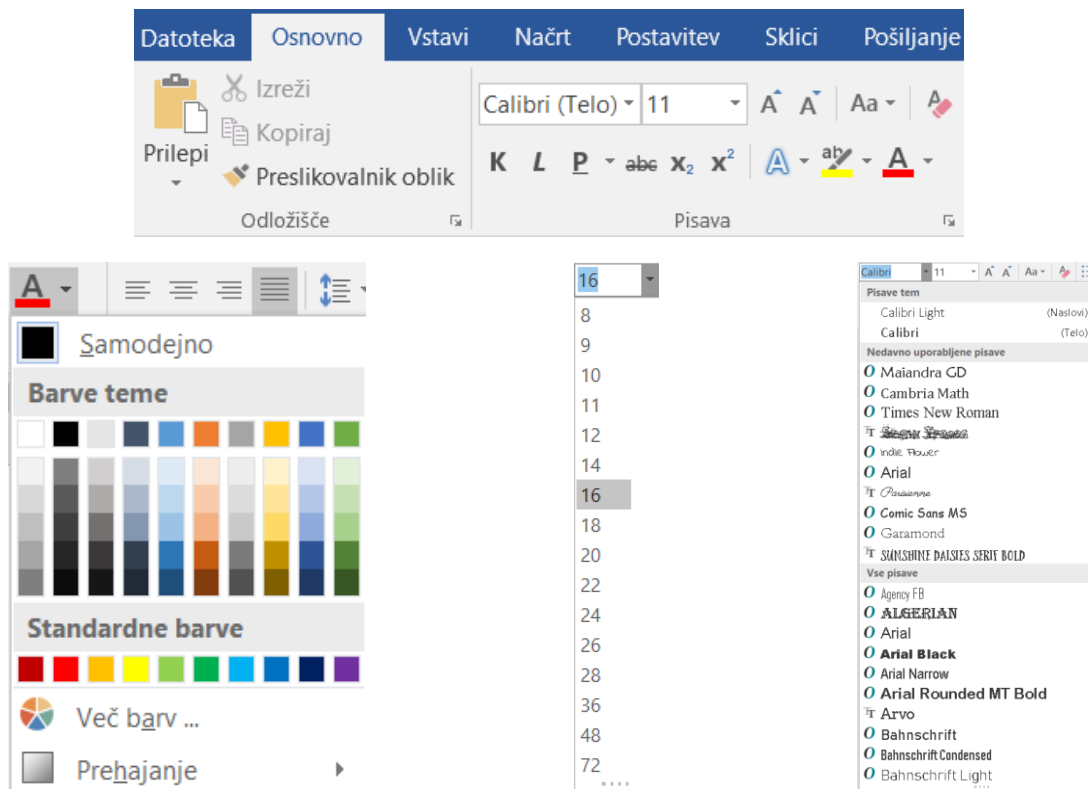 Datoteka Osnovno Vstavi Načrt Postavitev Sklici Pošiljanje
Prilepi
Izreži
Kopiraj
Preslikovalnik oblik
Odložišče
Calibri (Telo) 11 A A Aa A
K L P abc X₂ X² A ab A
Pisava
A
Samodejno
Barve teme
Standardne barve
Več barv ...
Prehajanje
16
8
9
10
11
12
14
16
18
20
22
24
26
28
36
48
72
Calibri 11 A A Aa A
Pisave tem
Calibri Light (Naslovi)
Calibri (Telo)
Nedavno uporabljene pisave
O Maiandra GD
O Cambria Math
O Times New Roman
O Indie Flower
O Arial
Tr Parisienne
O Comic Sans MS
O Garamond
Tr SUNSHINE DAISIES SERIF BOLD
Vse pisave
O Agency FB
O ALGERIAN
O Arial
O Arial Black
O Arial Narrow
O Arial Rounded MT Bold
Tr Arvo
O Bahnschrift
O Bahnschrift Condensed
O Bahnschrift Light